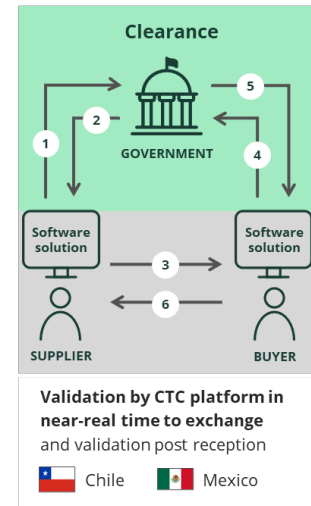 Clearance
5
1
2
GOVERNMENT
4
Software
solution
Software
solution
3
6
SUPPLIER
BUYER
Validation by CTC platform in
near-real time to exchange
and validation post reception
Chile
Mexico